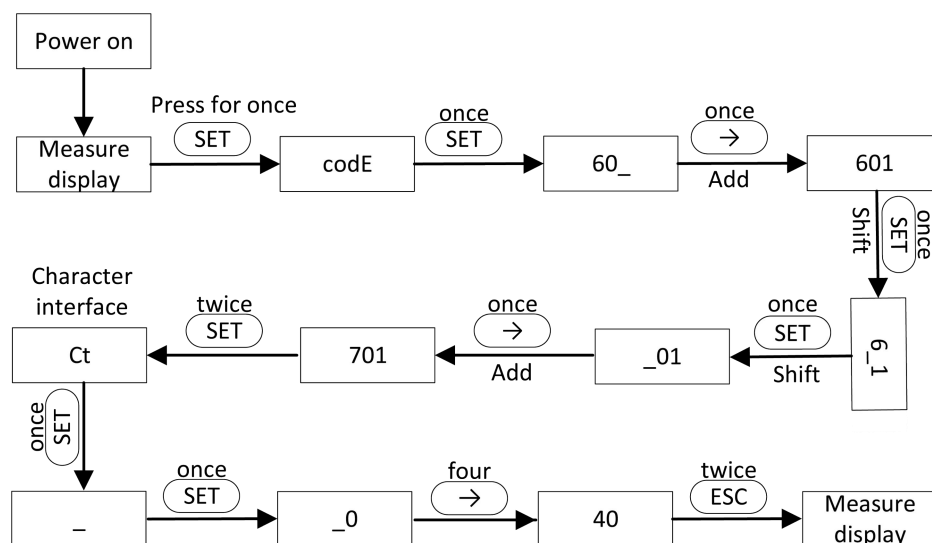 Power on
Press for once
once
once
SET
SET
→
Measure
display
codE
60_
601
Add
Shift
SET
once
Character
interface
twice
SET
once
→
once
SET
Ct
701
_01
6_1
Add
Shift
once
SET
once
SET
four
→
twice
ESC
_
_0
40
Measure
display